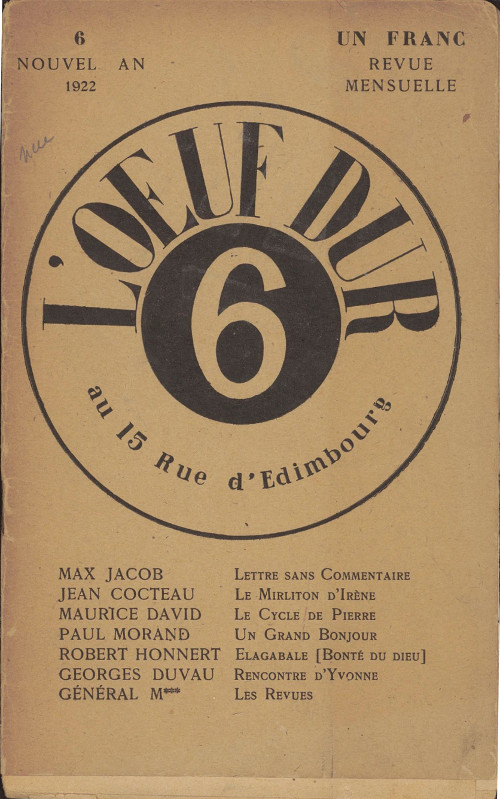 6
NOUVEL AN
1922
UN FRANC
REVUE
MENSUELLE
L'OEUF DUR
6
au 15 Rue d'Edimbourg
MAX JACOB LETTRE SANS COMMENTAIRE
JEAN COCTEAU LE MIRLITON D'IRÈNE
MAURICE DAVID LE CYCLE DE PIERRE
PAUL MORAND UN GRAND BONJOUR
ROBERT HONNERT ELAGABALE [BONTÉ DU DIEU]
GEORGES DUVAU RENCONTRE D'YVONNE
GÉNÉRAL M*** LES REVUES